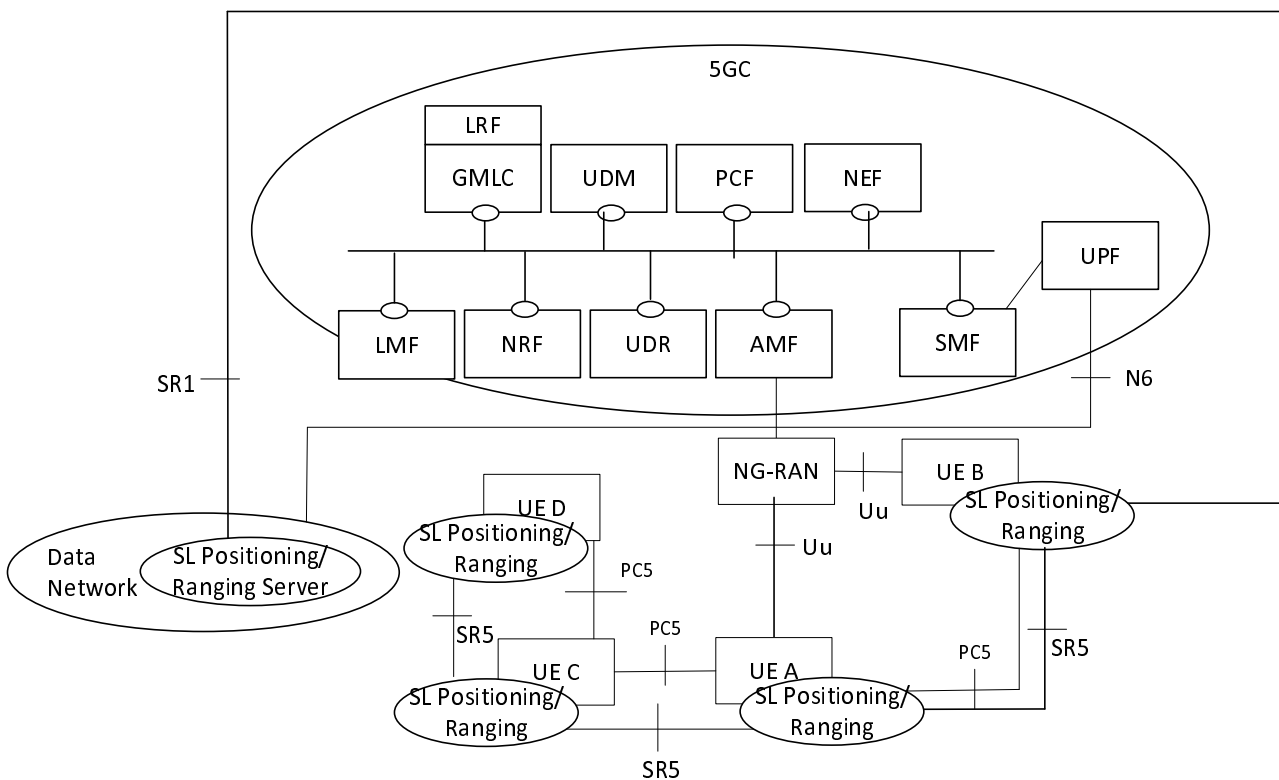 5GC
LRF
GMLC
UDM
PCF
NEF
UPF
LMF
NRF
UDR
AMF
SMF
SR1
N6
NG-RAN
UE B
SL Positioning/
Ranging
Uu
UE D
SL Positioning/
Ranging
Data
Network
SL Positioning/
Ranging Server
Uu
PC5
SR5
PC5
SR5
PC5
UE C
SL Positioning/
Ranging
UE A
SL Positioning/
Ranging
SR5